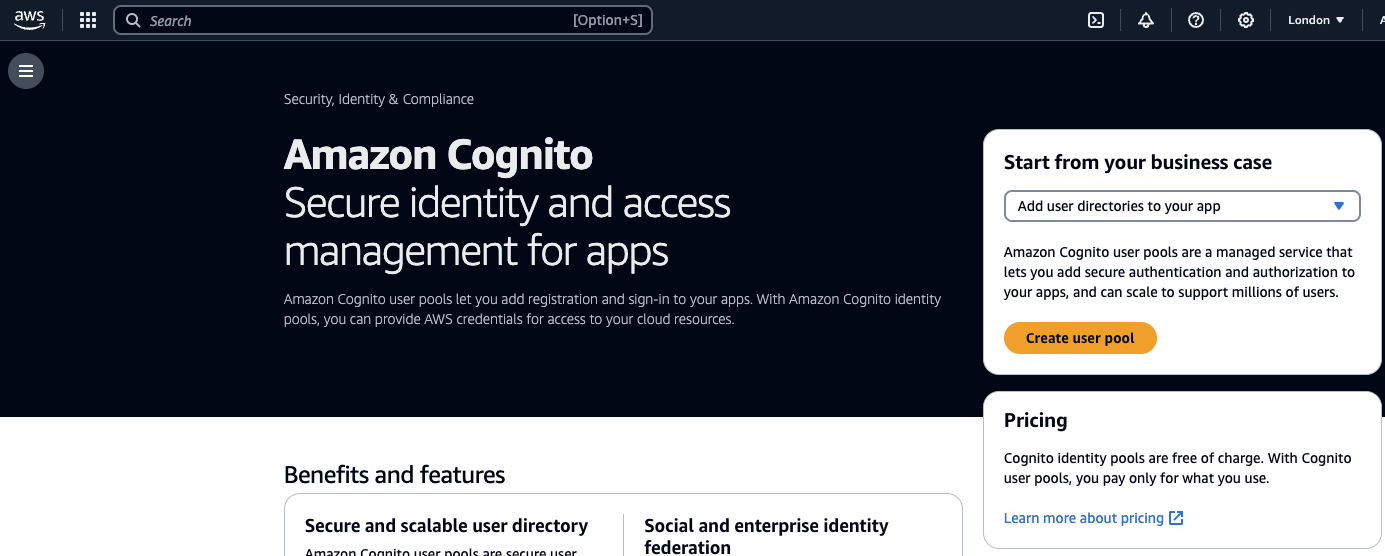 aws
Search
[Option+S]
London
Security, Identity & Compliance
Amazon Cognito
Secure identity and access
management for apps
Amazon Cognito user pools let you add registration and sign-in to your apps. With Amazon Cognito identity
pools, you can provide AWS credentials for access to your cloud resources.
Start from your business case
Add user directories to your app
Amazon Cognito user pools are a managed service that
lets you add secure authentication and authorization to
your apps, and can scale to support millions of users.
Create user pool
Pricing
Cognito identity pools are free of charge. With Cognito
user pools, you pay only for what you use.
Learn more about pricing
Benefits and features
Secure and scalable user directory
Amazon Cognito user pools are secure user
Social and enterprise identity
federation